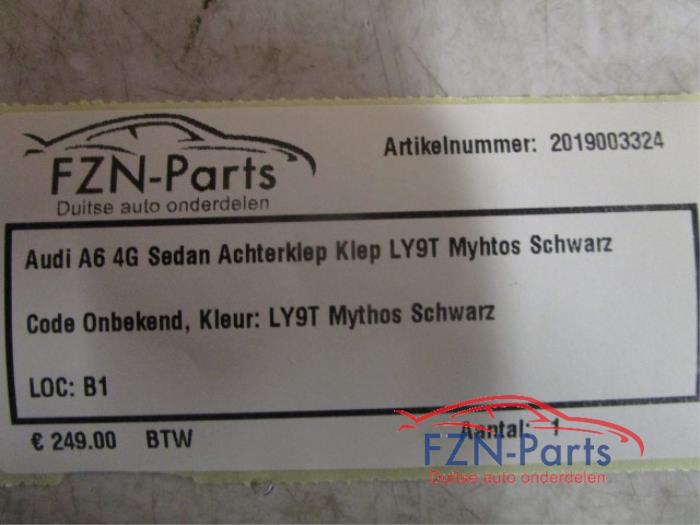 FZN-Parts
Duitse auto onderdelen
Artikelnummer: 2019003324
Audi A6 4G Sedan Achterklep Klep LY9T Myhtos Schwarz
Code Onbekend, Kleur: LY9T Mythos Schwarz
LOC: B1
€ 249.00 BTW
Aantal: 1
FZN-Parts
Duitse auto onderdelen